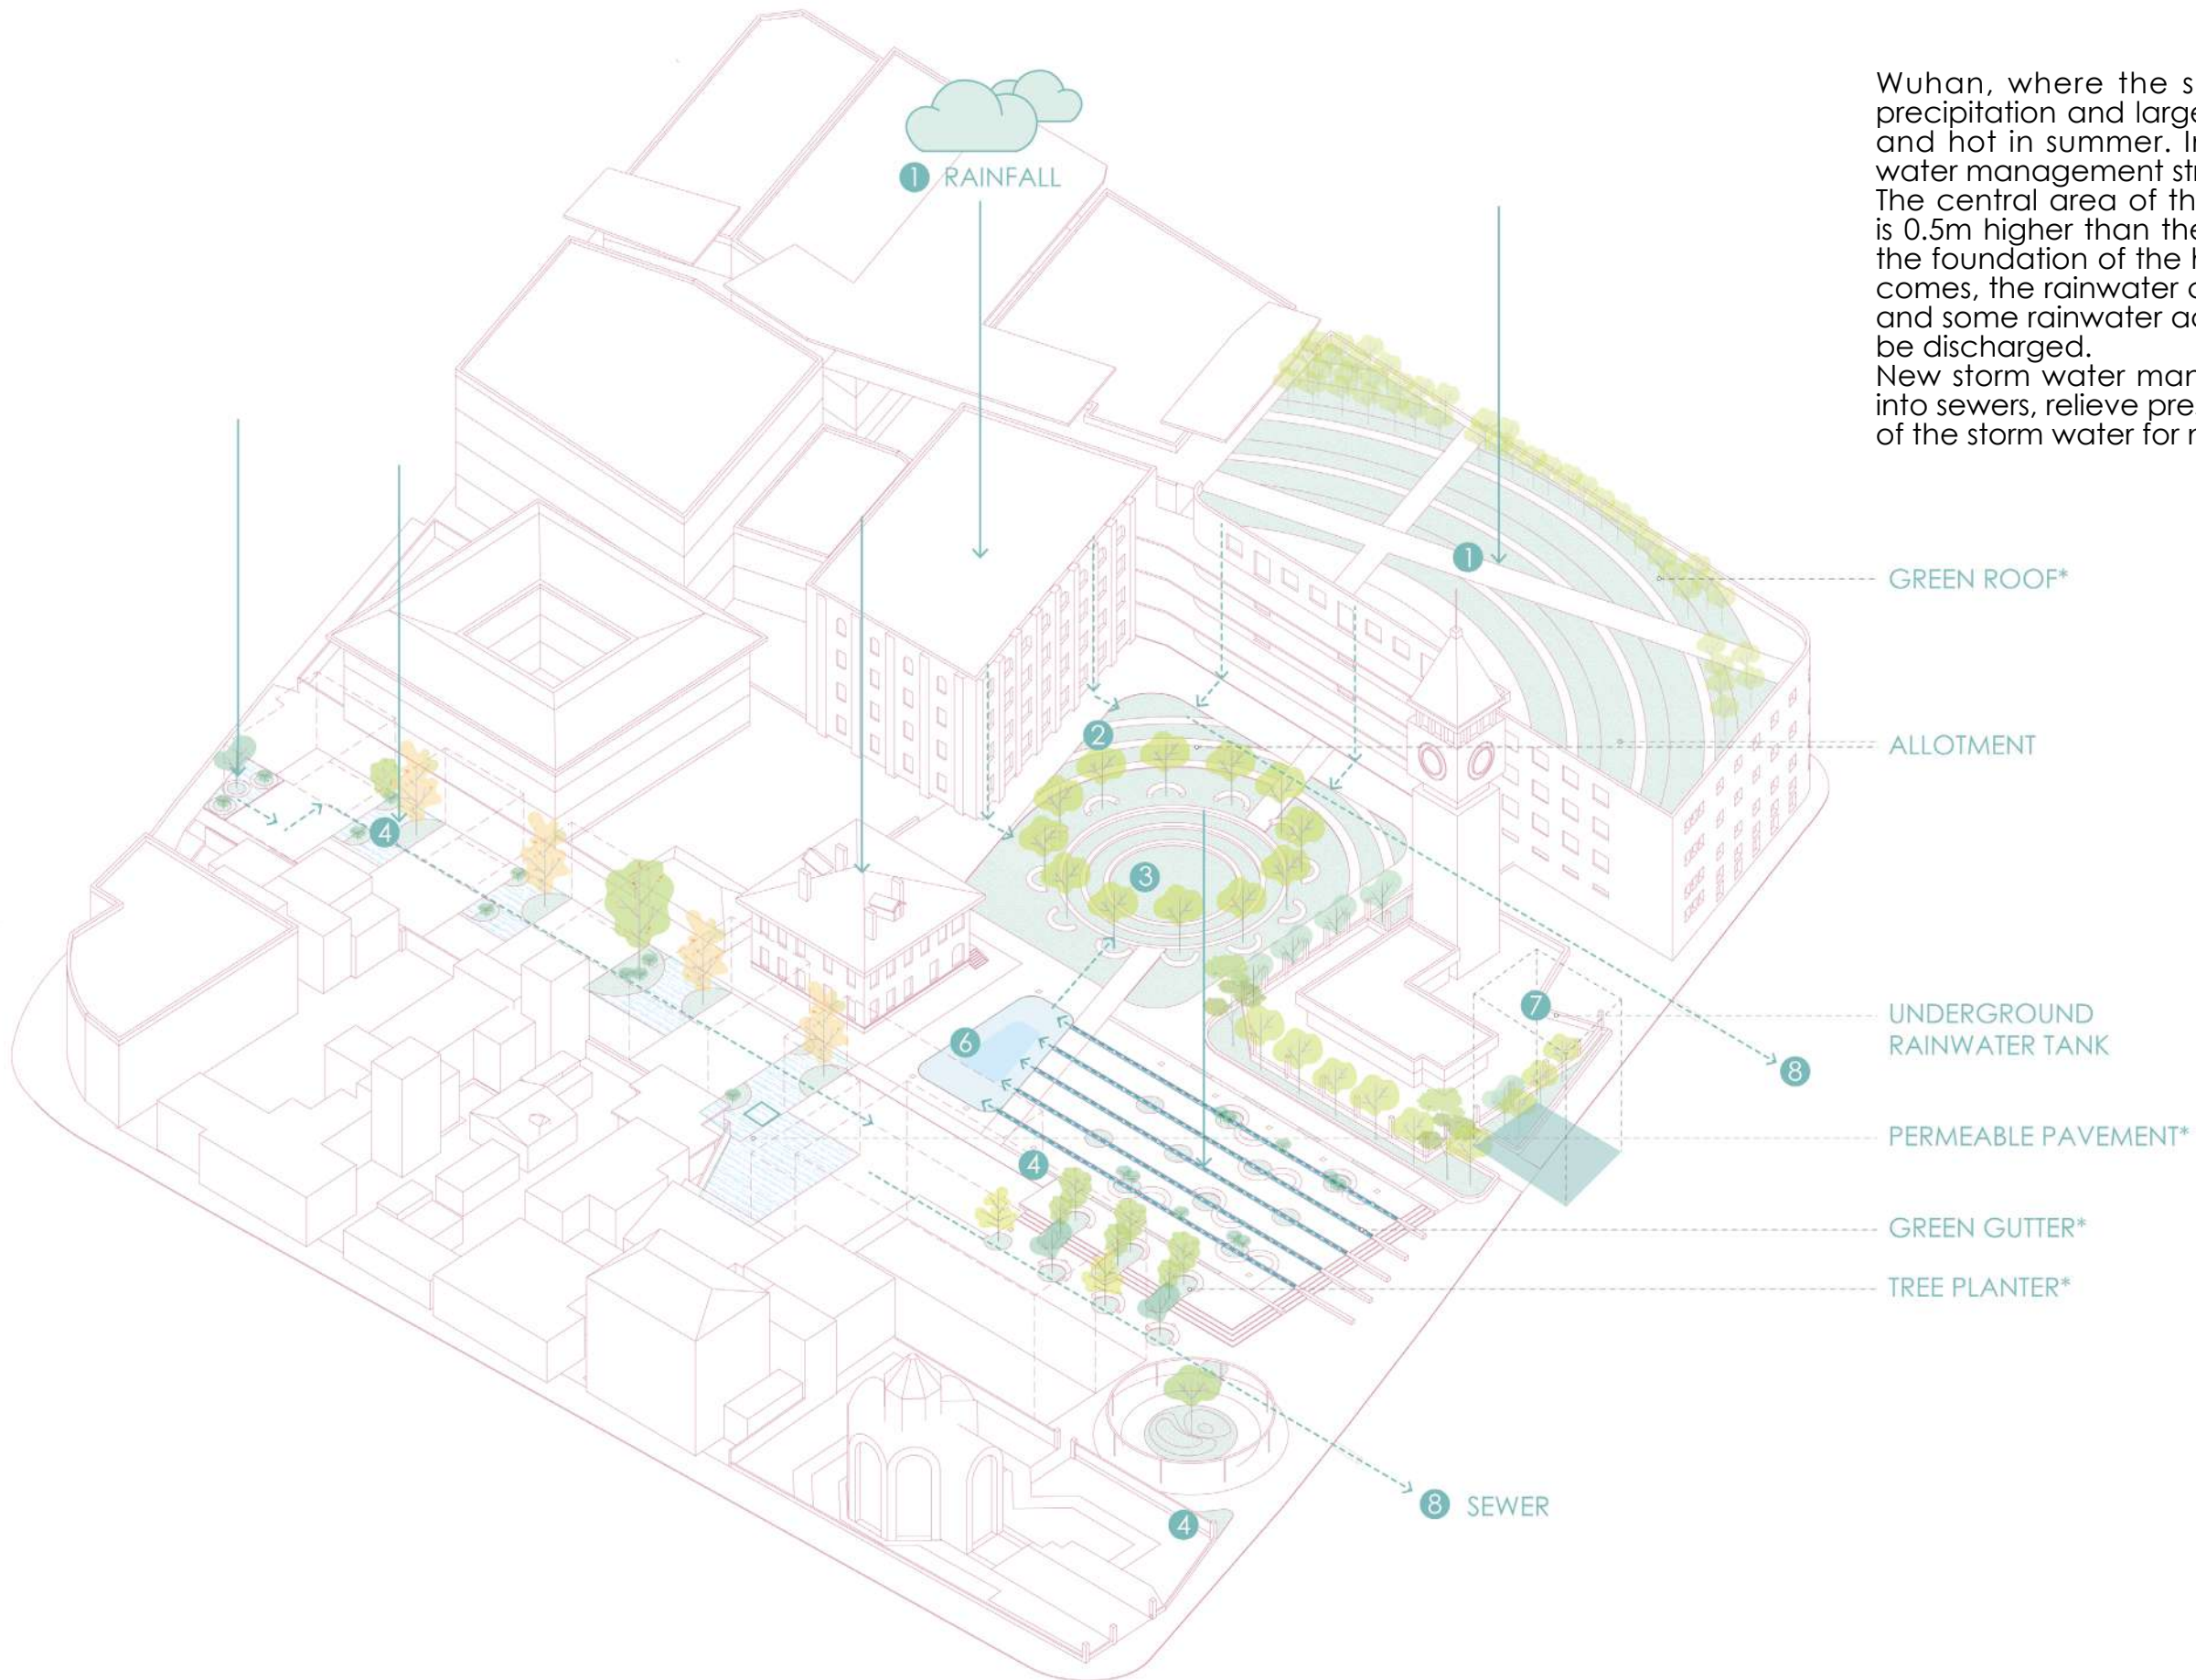 Wuhan, where the s
precipitation and large
and hot in summer. I
water management str
The central area of th
is 0.5m higher than the
the foundation of the
comes, the rainwater
and some rainwater a
be discharged.
New storm water man
into sewers, relieve pre
of the storm water for
1 RAINFALL
1
GREEN ROOF*
2
ALLOTMENT
4
3
7
UNDERGROUND
RAINWATER TANK
6
8
PERMEABLE PAVEMENT*
4
GREEN GUTTER*
TREE PLANTER*
8 SEWER
4